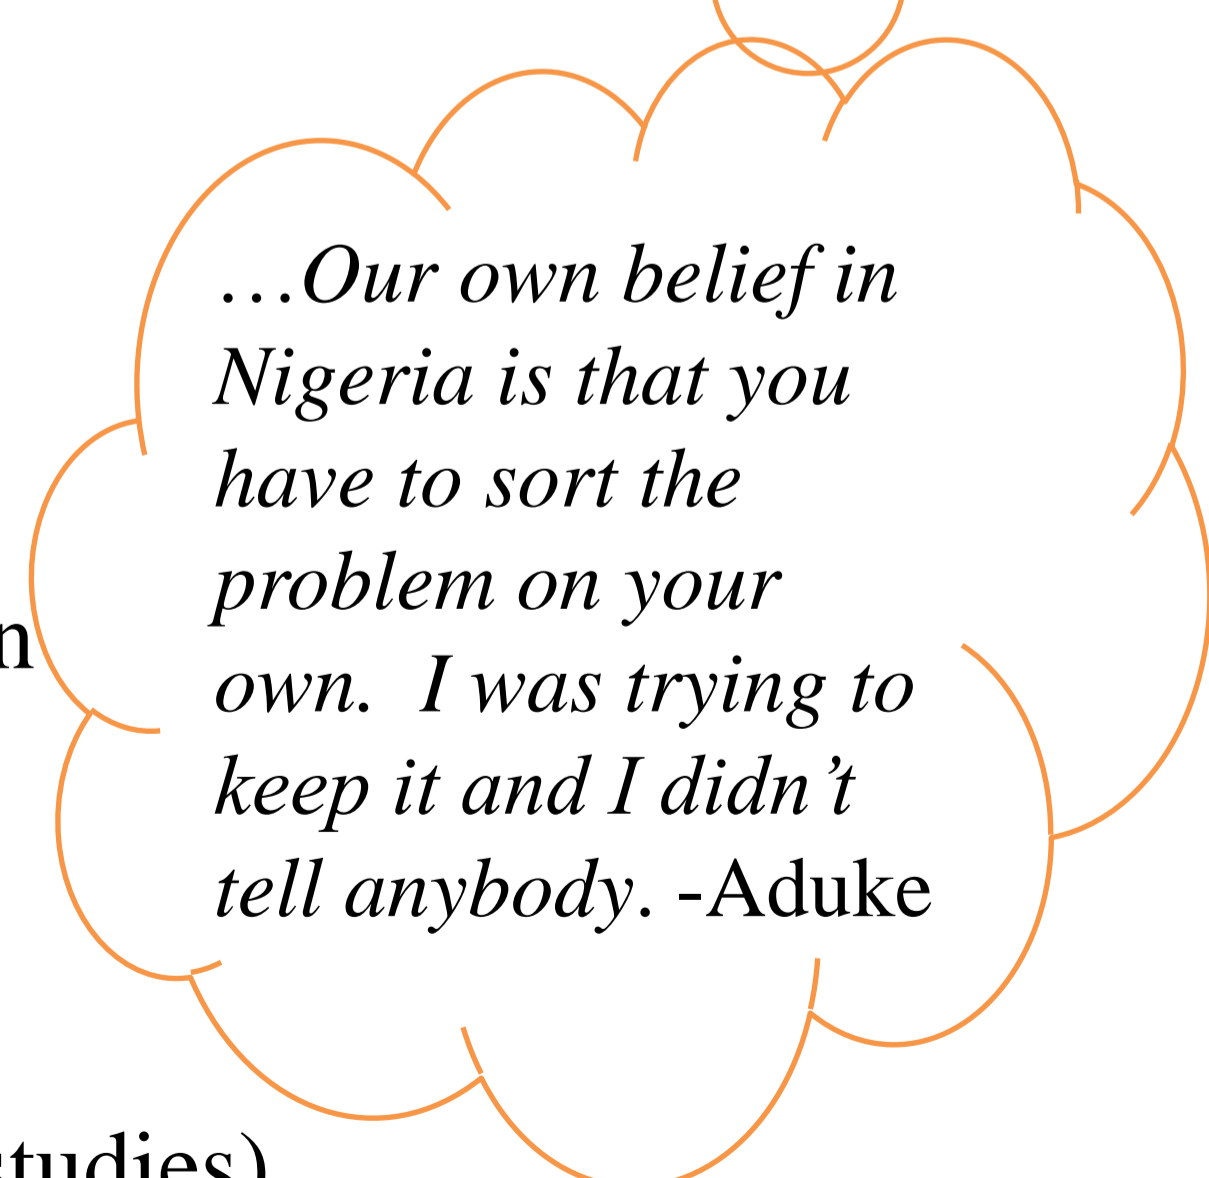 …Our own belief in
Nigeria is that you
have to sort the
problem on your
n
own.  I was trying to
keep it and I didn’t
tell anybody. -Aduke
studies)